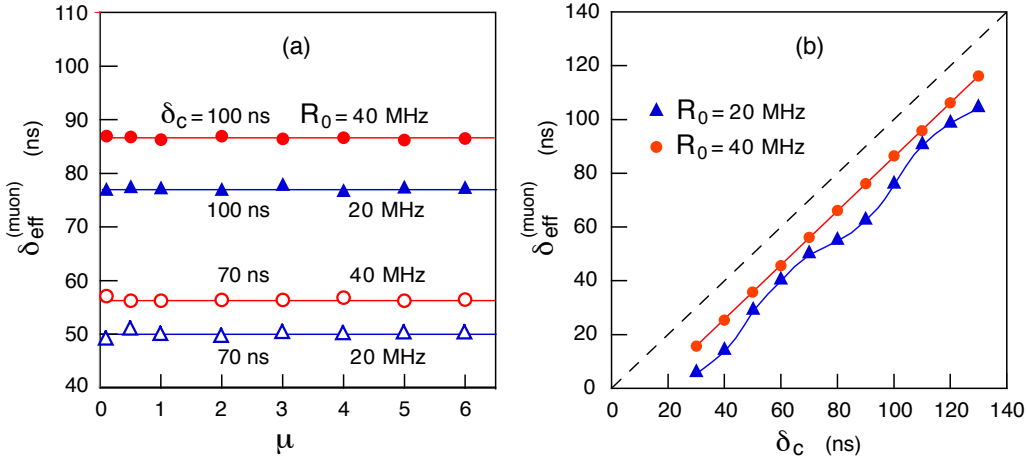 (a)
δc = 100 ns R0 = 40 MHz
100 ns 20 MHz
70 ns 40 MHz
70 ns 20 MHz
110
100
90
80
70
60
50
40
0 1 2 3 4 5 6
μ
δeff(muon) (ns)
(b)
R0 = 20 MHz
R0 = 40 MHz
140
120
100
80
60
40
20
0
0 20 40 60 80 100 120 140
δc (ns)
δeff(muon) (ns)